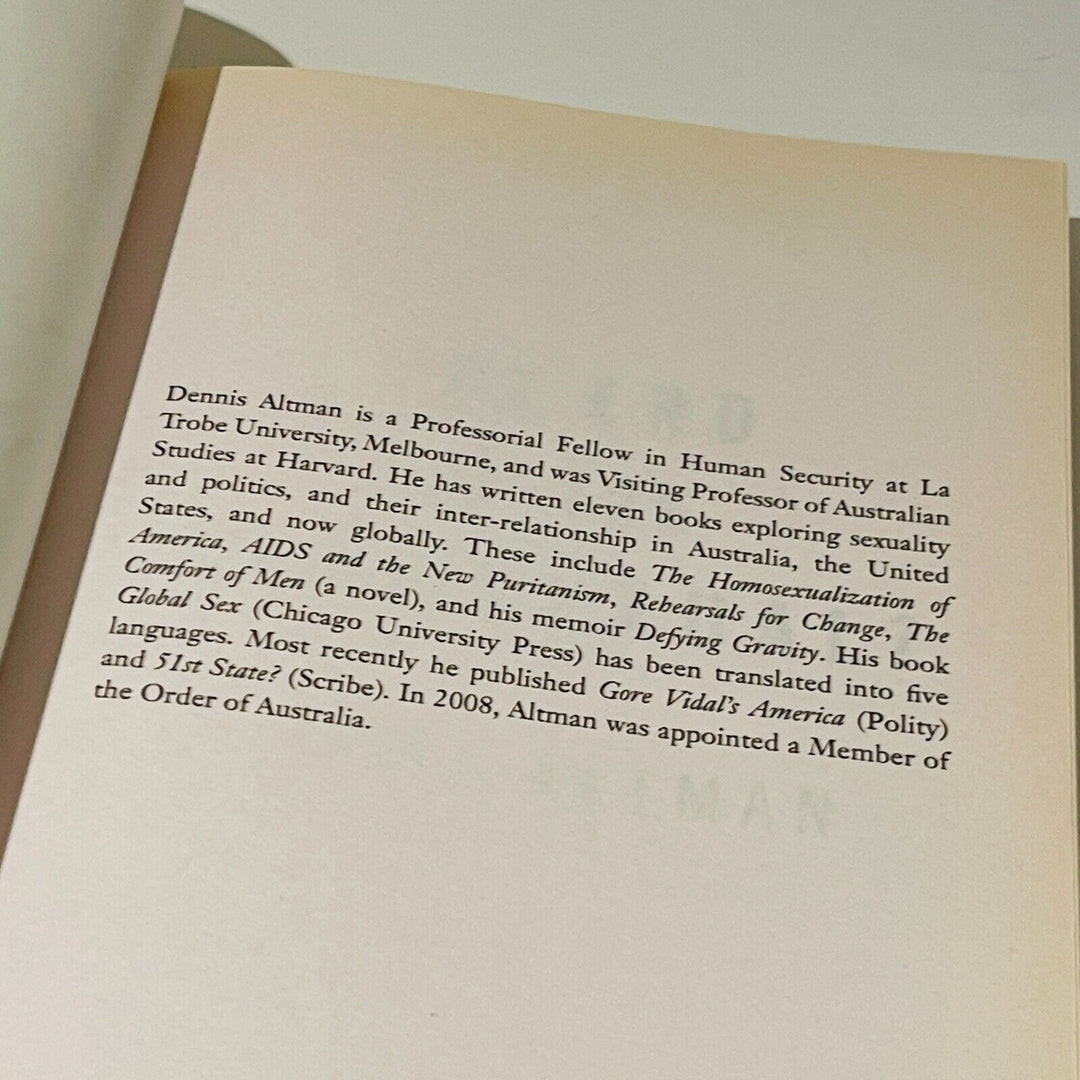 Dennis Altman is a Professorial Fellow in Human Security at La
Trobe University, Melbourne, and was Visiting Professor of Australian
Studies at Harvard. He has written eleven books exploring sexuality
and politics, and their inter-relationship in Australia, the United
States, and now globally. These include The Homosexualization of
America, AIDS and the New Puritanism, Rehearsals for Change, The
Comfort of Men (a novel), and his memoir Defying Gravity. His book
Global Sex (Chicago University Press) has been translated into five
languages. Most recently he published Gore Vidal's America (Polity)
and 51st State? (Scribe). In 2008, Altman was appointed a Member of
the Order of Australia.